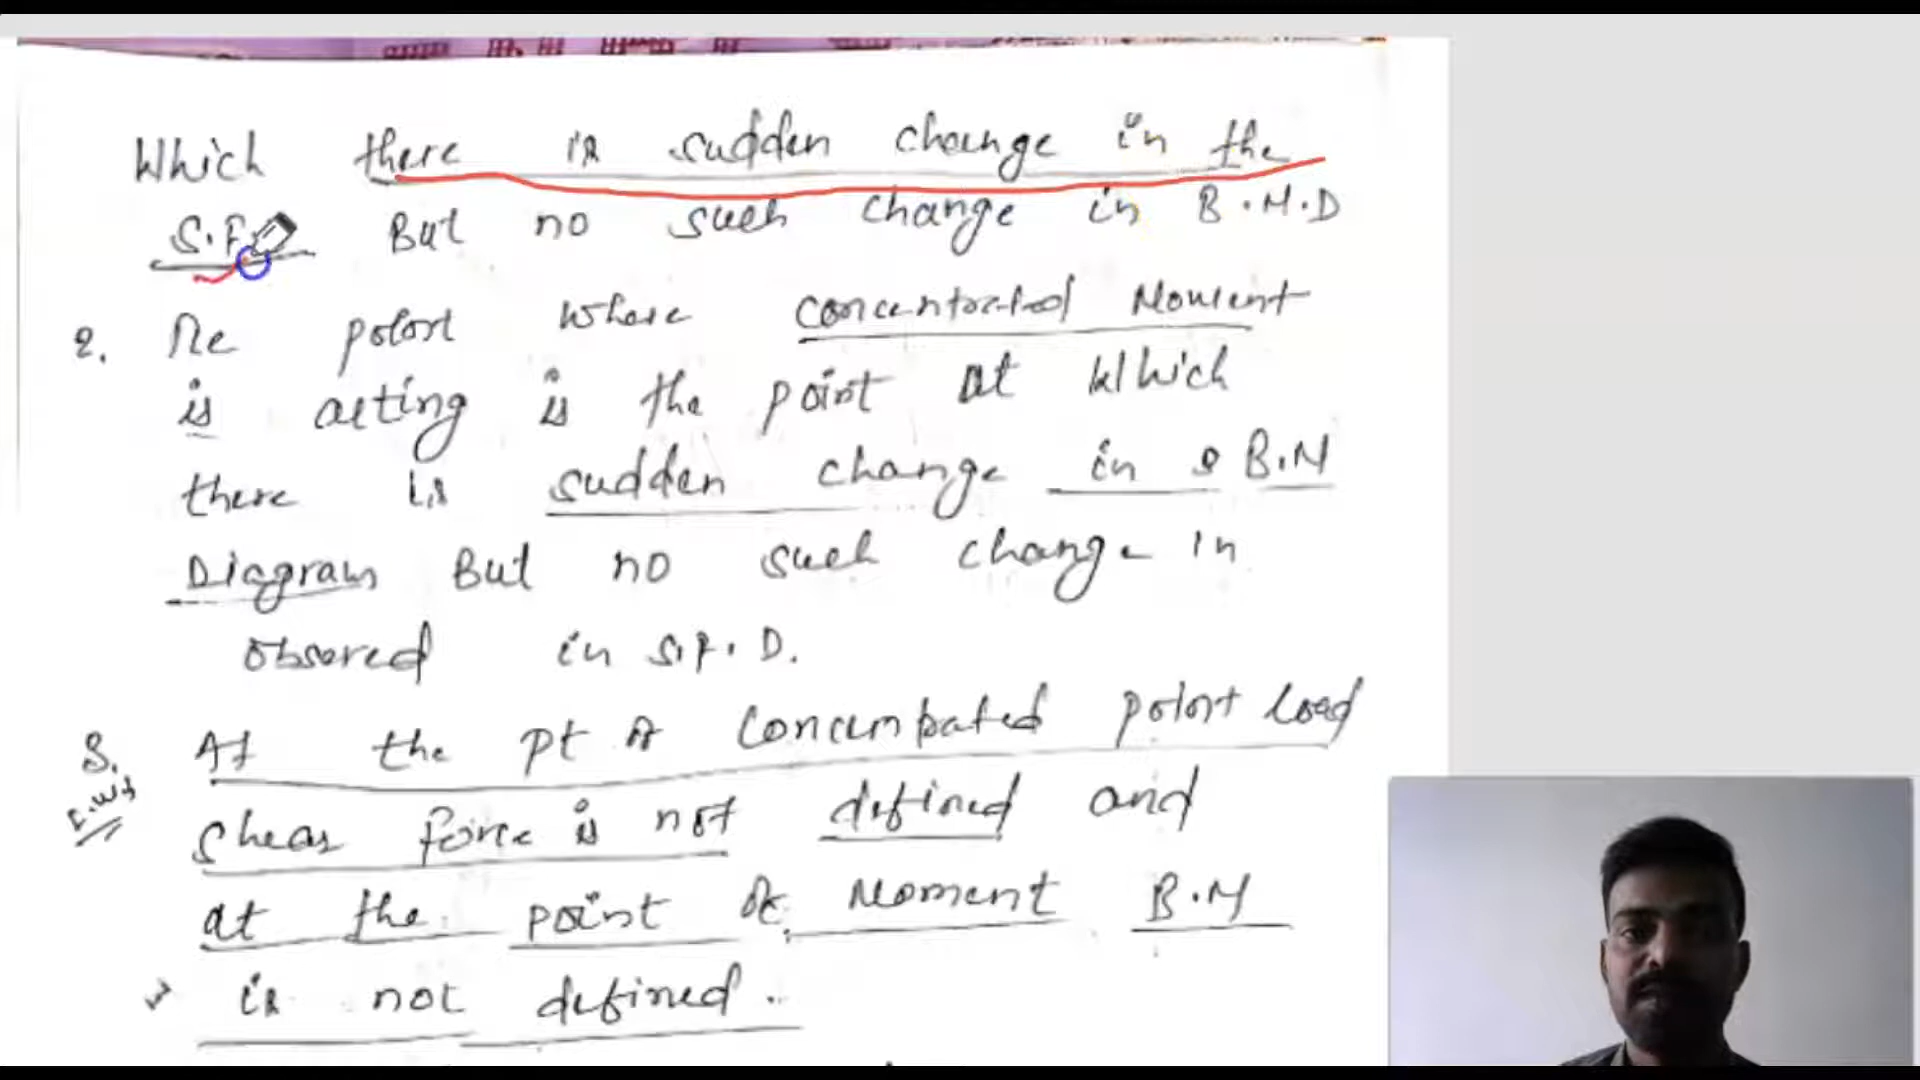 Which there is sudden change in the
S.F. But no such change in B.M.D
2. The point where concentrated Moment
is acting is the point at Which
there is sudden change in B.M
Diagram But no such change in
observed in S.F.D.
3. At the pt of concentrated point load
shear force is not defined and
at the point of Moment B.M
is not defined.